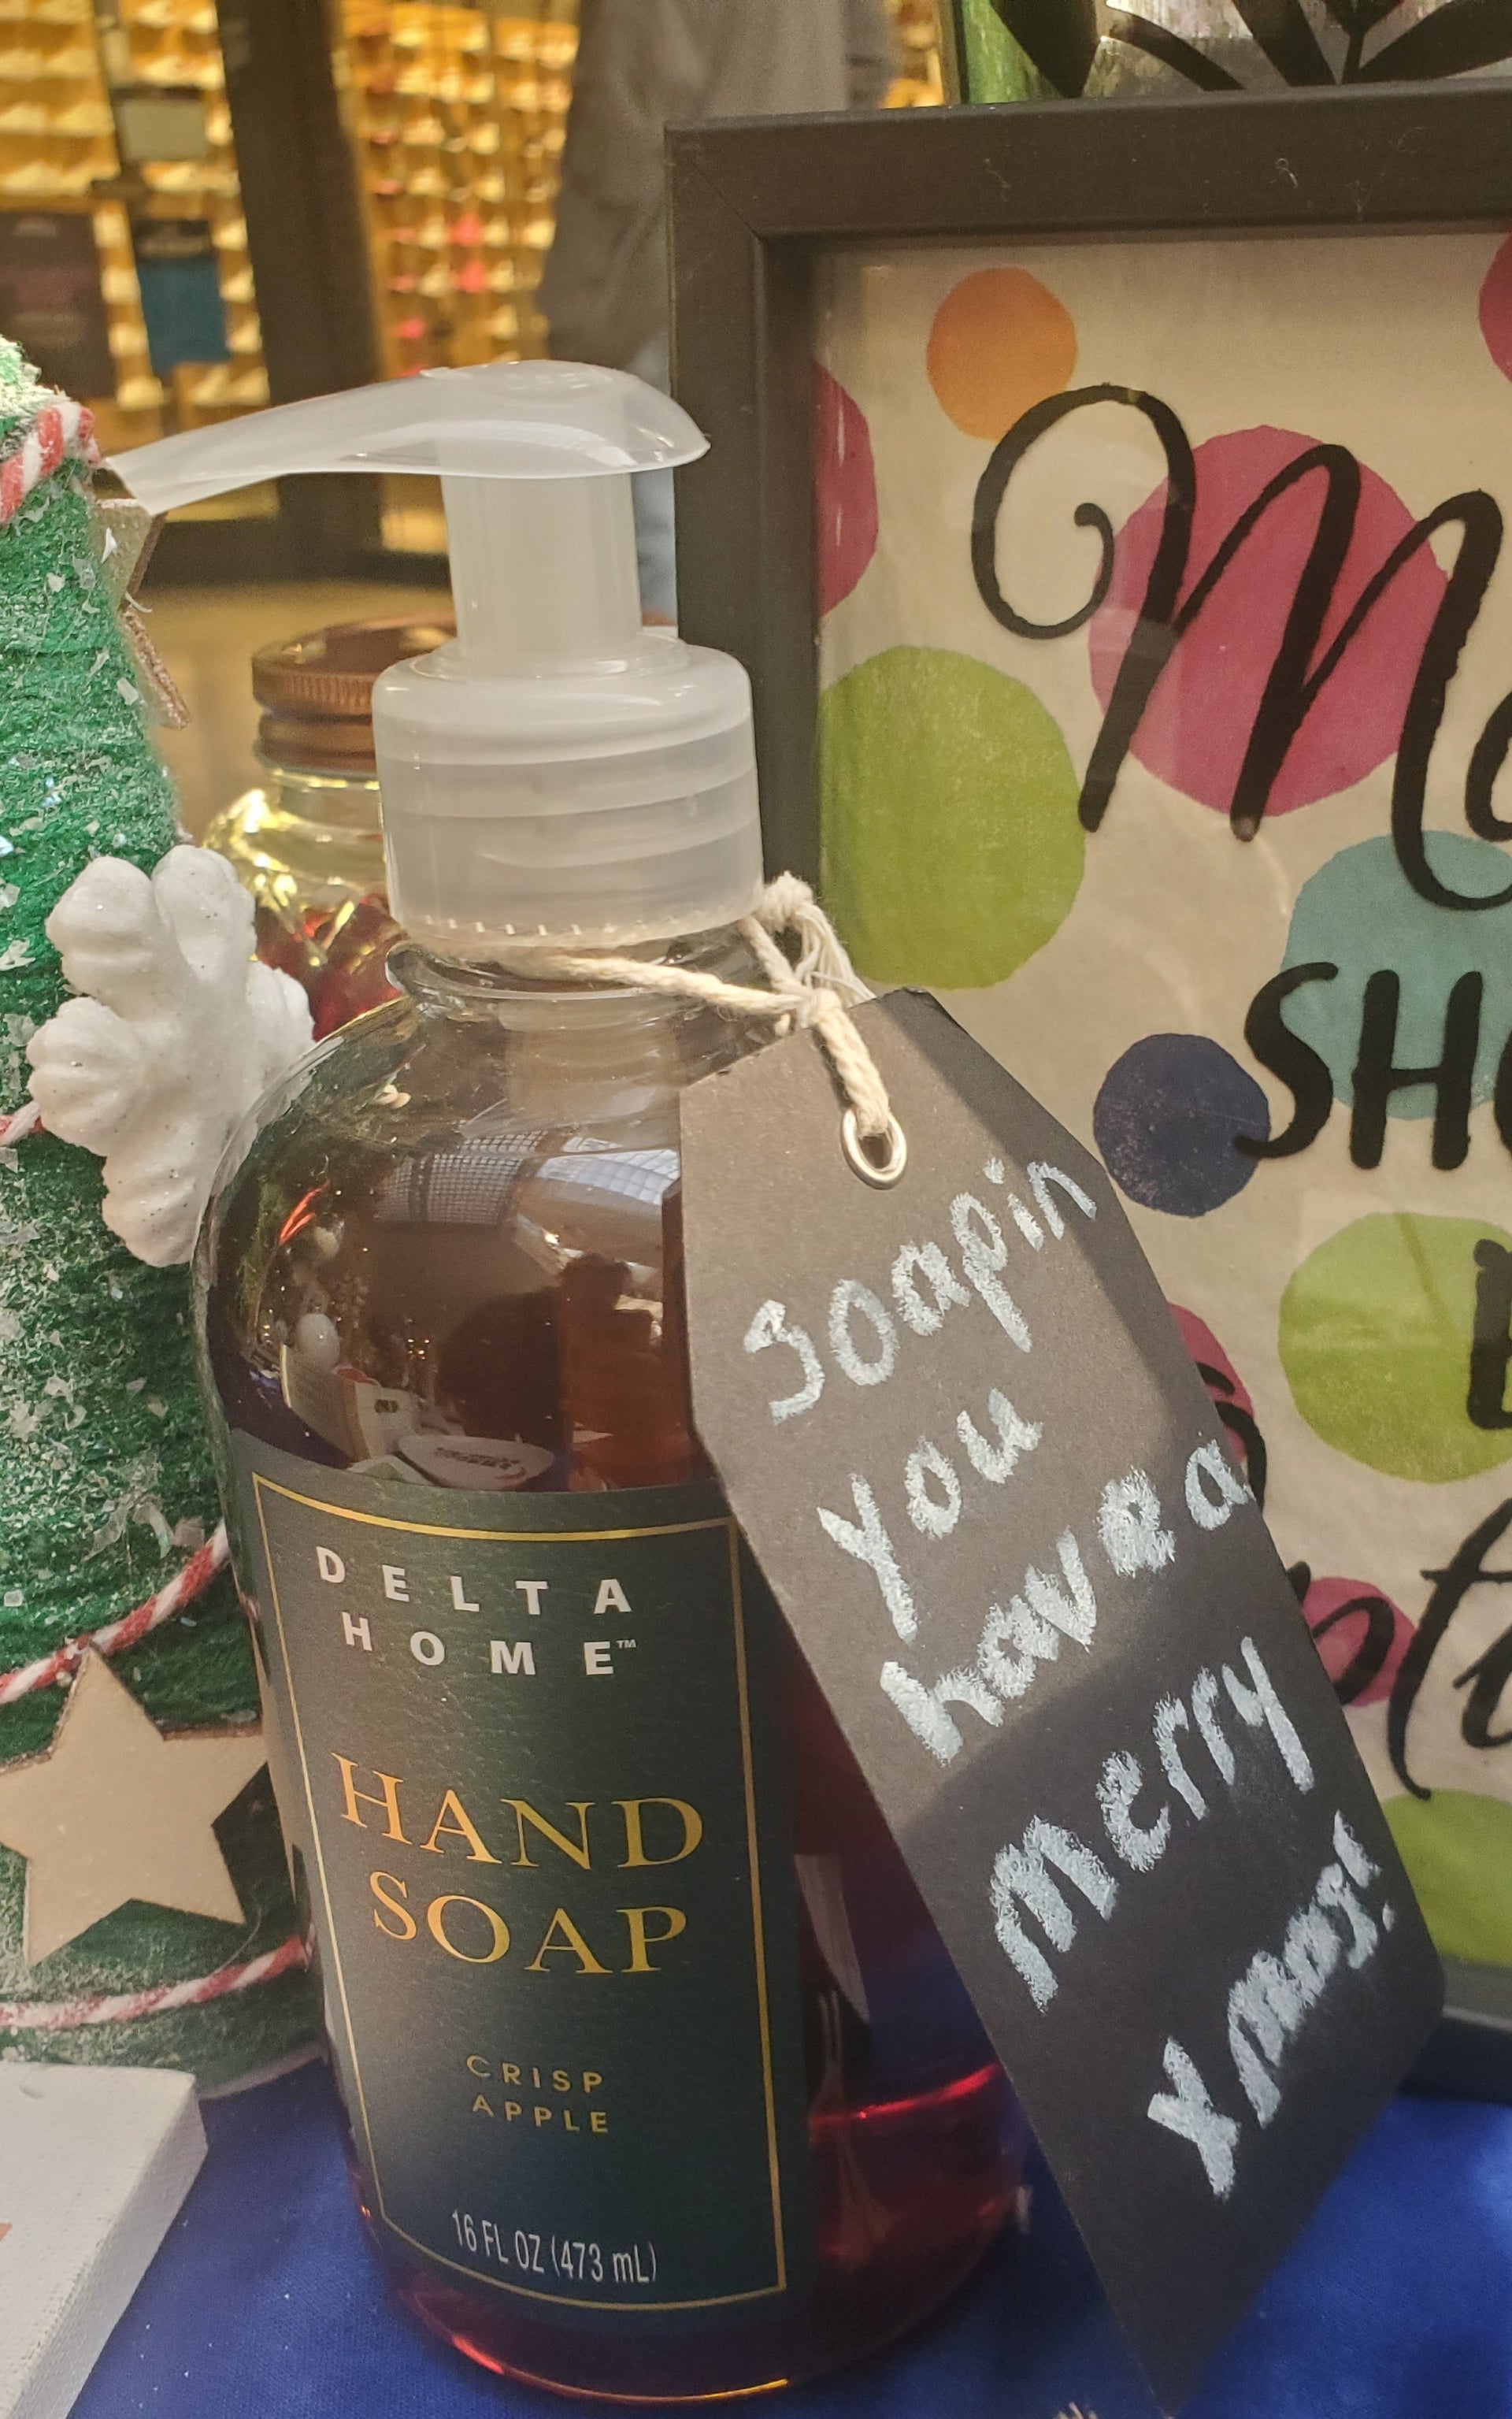 DELTA
HOME™
HAND
SOAP
CRISP
APPLE
16 FL OZ (473 mL)
Soapin
you
have a
merry
xmas!